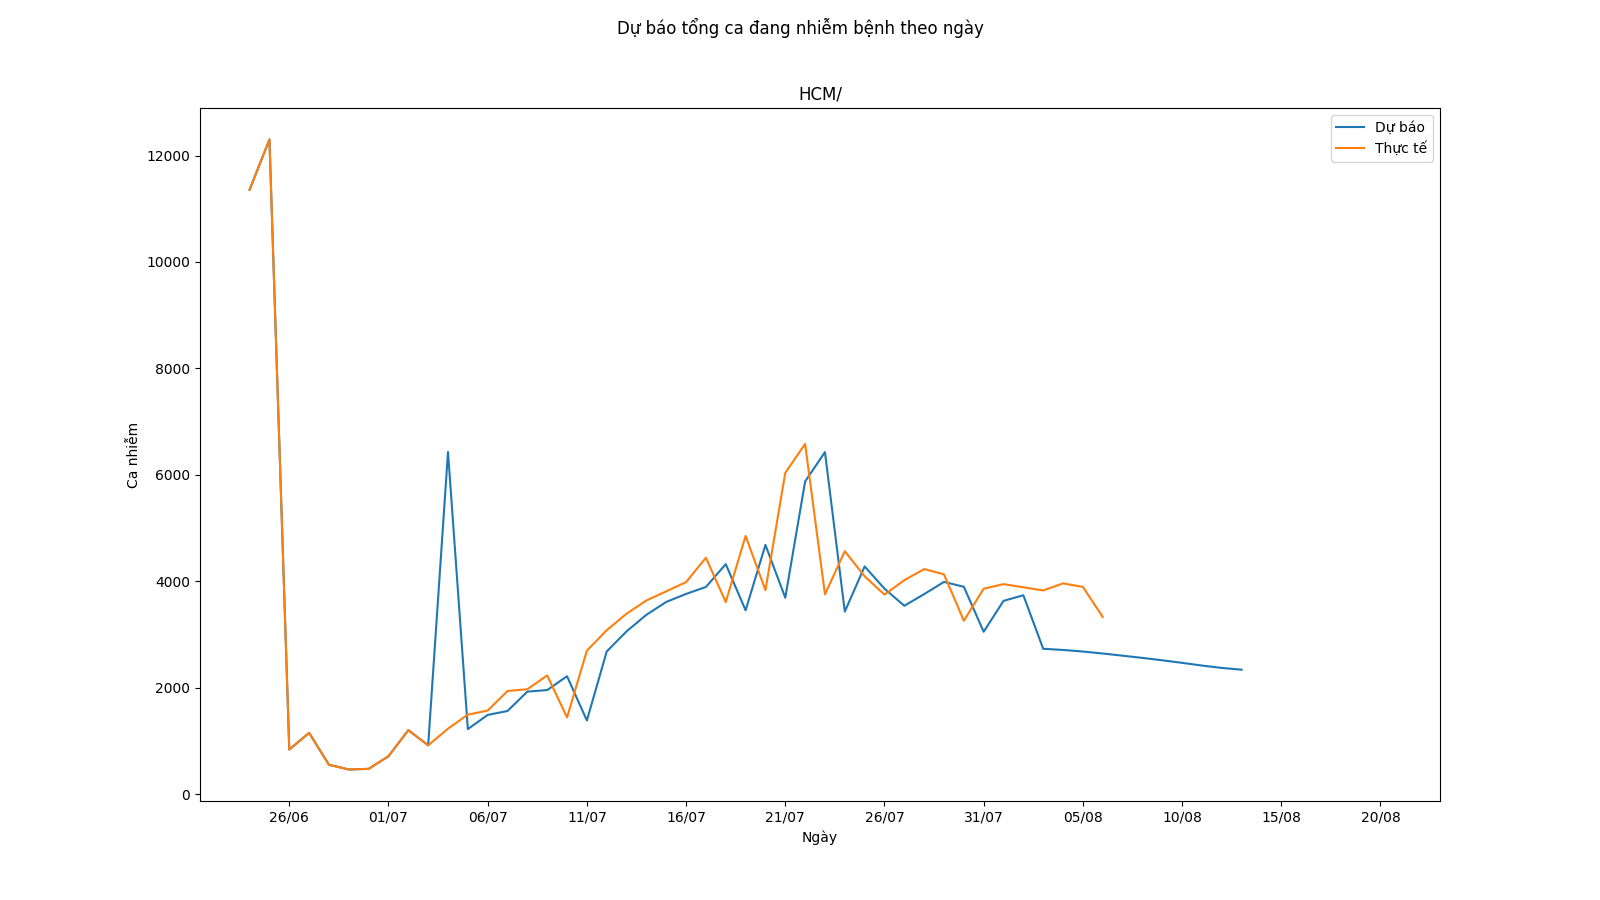 Dự báo tổng ca đang nhiễm bệnh theo ngày
HCM/
Dự báo
Thực tế
12000
10000
8000
6000
4000
2000
0
Ca nhiễm
26/06 01/07 06/07 11/07 16/07 21/07 26/07 31/07 05/08 10/08 15/08 20/08
Ngày